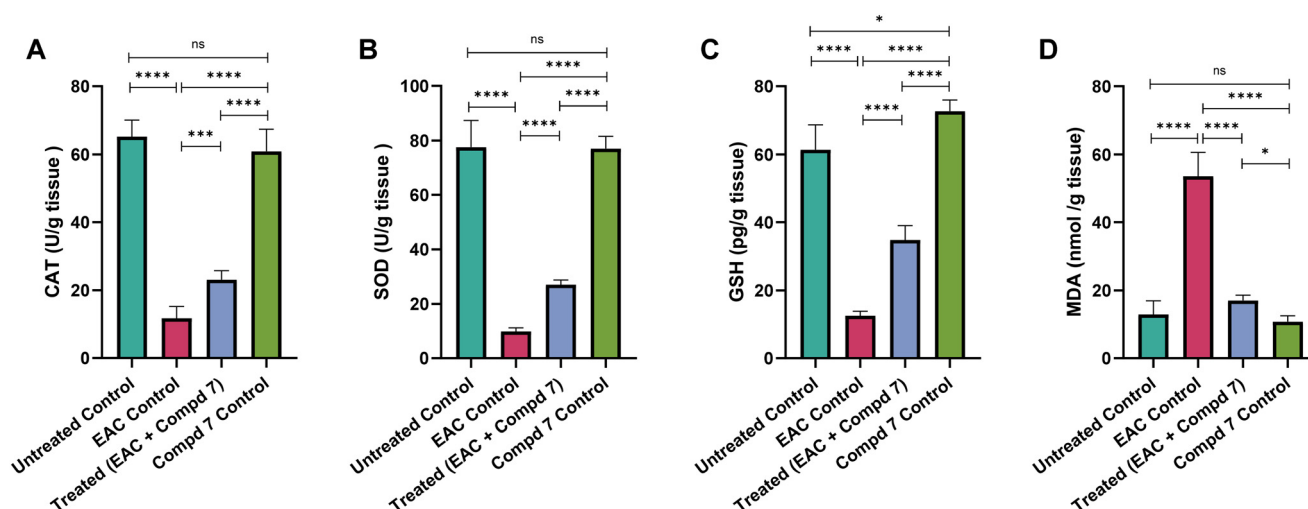 A
ns
****
****
****
***
CAT (U/g tissue )
80
60
40
20
0
Untreated Control
EAC Control
Treated (EAC + Compd 7)
Compd 7 Control
B
ns
****
****
****
****
SOD (U/g tissue )
100
80
60
40
20
0
Untreated Control
EAC Control
Treated (EAC + Compd 7)
Compd 7 Control
C
*
****
****
****
****
GSH (pg/g tissue)
80
60
40
20
0
Untreated Control
EAC Control
Treated (EAC + Compd 7)
Compd 7 Control
D
ns
****
****
****
*
MDA (nmol /g tissue)
80
60
40
20
0
Untreated Control
EAC Control
Treated (EAC + Compd 7)
Compd 7 Control